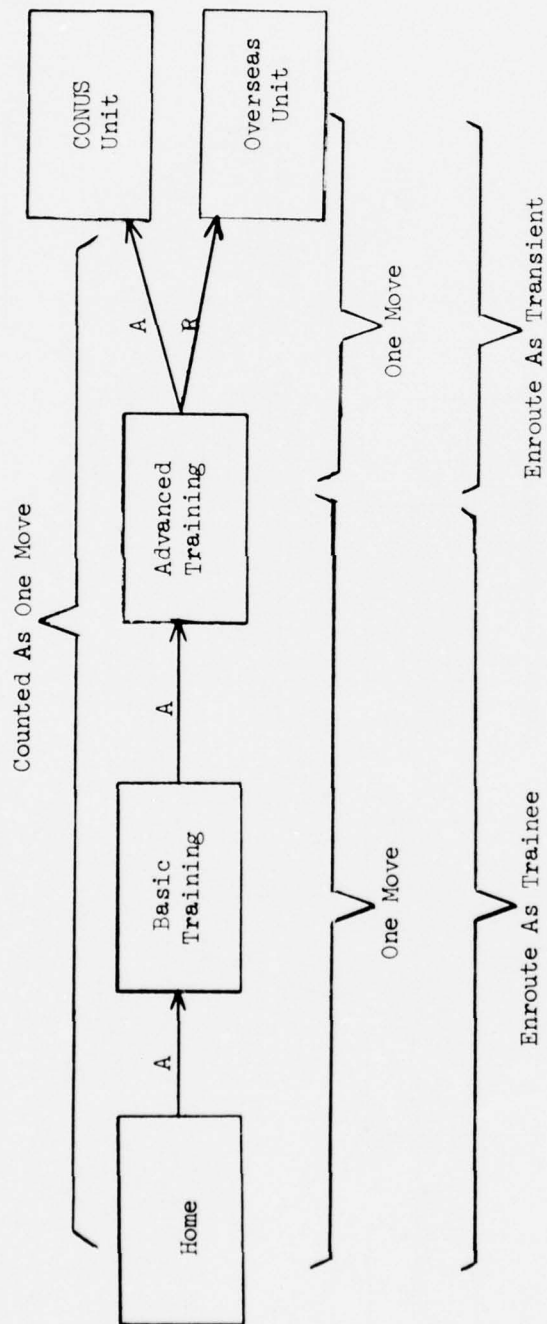 Counted As One Move
CONUS
Unit
Home
A
Basic
Training
A
Advanced
Training
A
R
Overseas
Unit
One Move
One Move
Enroute As Trainee
Enroute As Transient